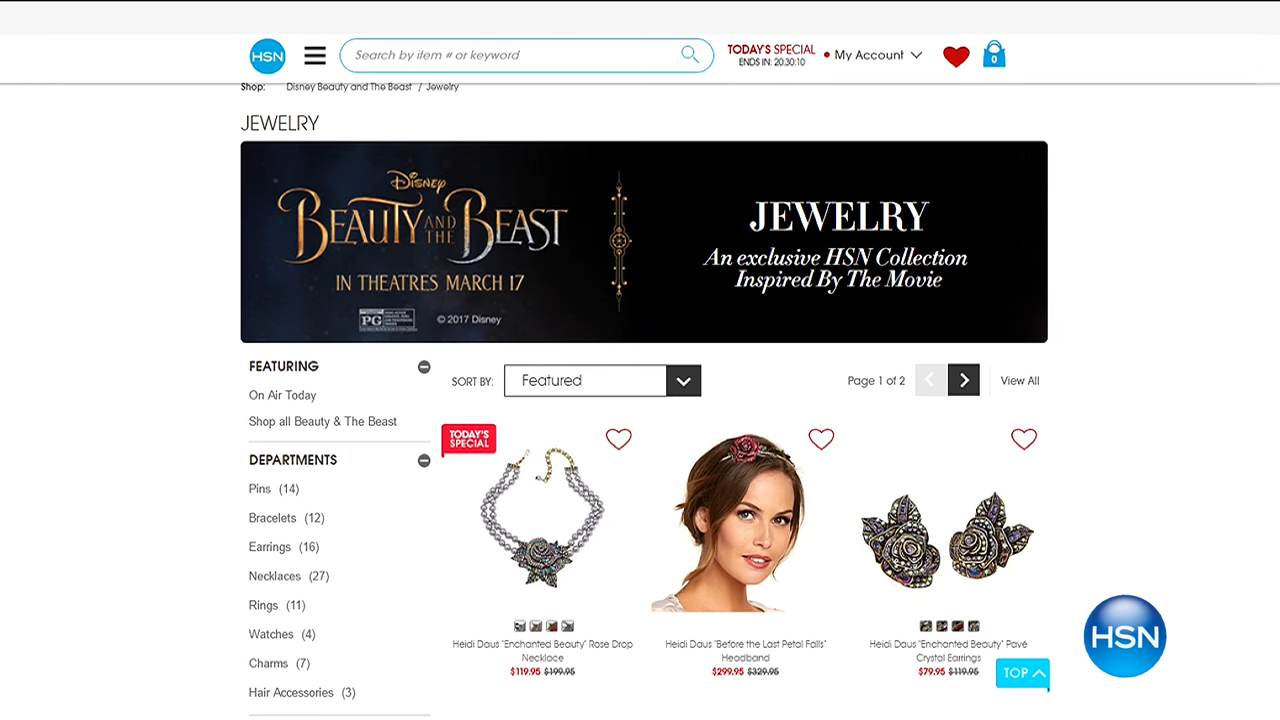 HSN
Search by item # or keyword
TODAY'S SPECIAL
ENDS IN: 20:30:10
My Account
0
Shop: Disney Beauty and The Beast / Jewelry
JEWELRY
Disney
BEAUTY AND THE BEAST
IN THEATRES MARCH 17
PG
© 2017 Disney
JEWELRY
An exclusive HSN Collection
Inspired By The Movie
FEATURING
On Air Today
Shop all Beauty & The Beast
DEPARTMENTS
Pins (14)
Bracelets (12)
Earrings (16)
Necklaces (27)
Rings (11)
Watches (4)
Charms (7)
Hair Accessories (3)
SORT BY: Featured
Page 1 of 2
View All
TODAY'S
SPECIAL
Heidi Daus "Enchanted Beauty" Rose Drop
Necklace
$119.95 $199.95
Heidi Daus "Before the Last Petal Falls"
Headband
$299.95 $329.95
Heidi Daus "Enchanted Beauty" Pavé
Crystal Earrings
$79.95 $119.95
TOP
HSN